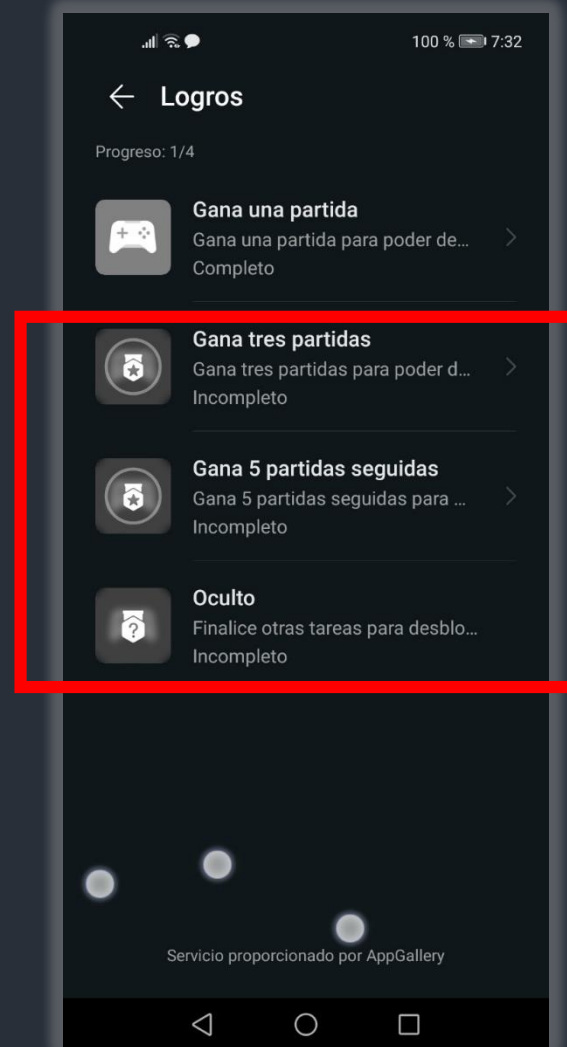 100 % 7:32
Logros
Progreso: 1/4
Gana una partida
Gana una partida para poder de...
Completo
Gana tres partidas
Gana tres partidas para poder d...
Incompleto
Gana 5 partidas seguidas
Gana 5 partidas seguidas para ...
Incompleto
Oculto
Finalice otras tareas para desblo...
Incompleto
Servicio proporcionado por AppGallery